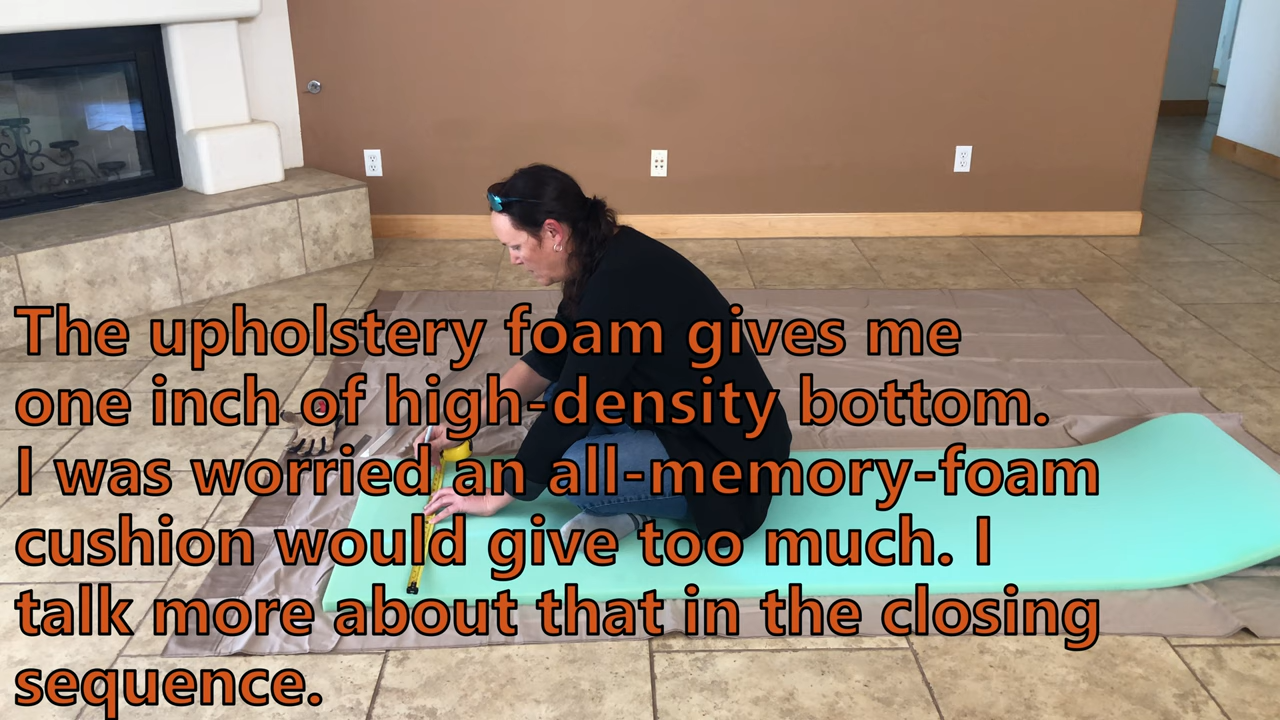 The upholstery foam gives me
one inch of high-density bottom.
I was worried an all-memory-foam
cushion would give too much. I
talk more about that in the closing
sequence.